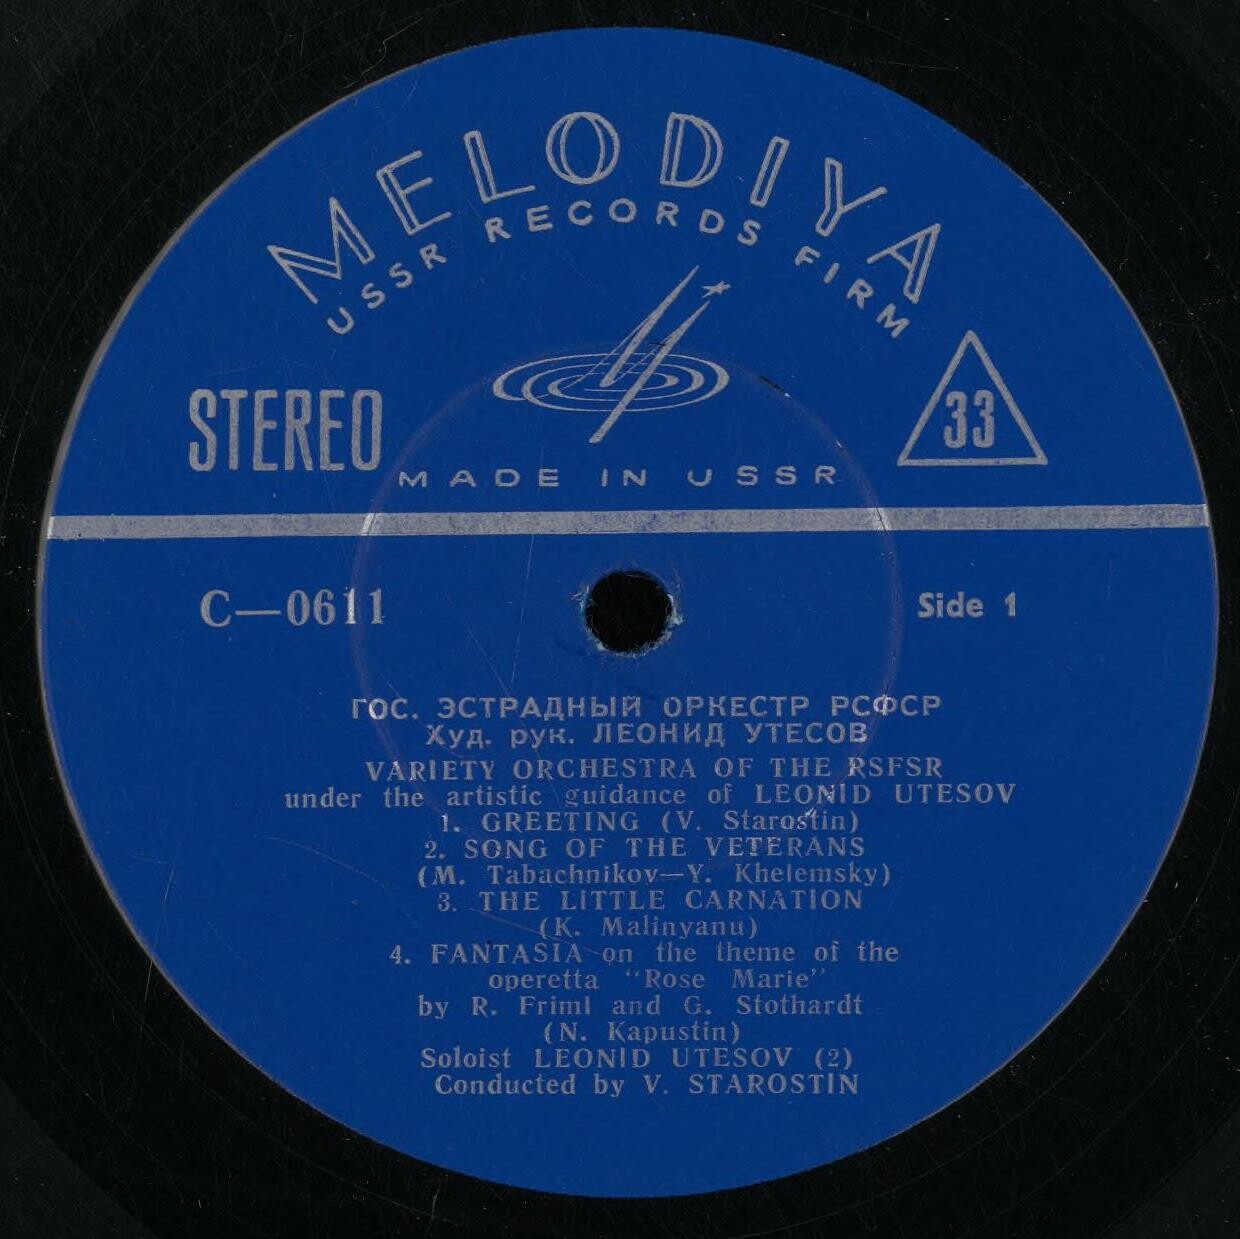 MELODIYA
USSR RECORDS FIRM
STEREO
33
MADE IN USSR
C—0611
Side 1
ГОС. ЭСТРАДНЫЙ ОРКЕСТР РСФСР
Худ. рук. ЛЕОНИД УТЕСОВ
VARIETY ORCHESTRA OF THE RSFSR
under the artistic guidance of LEONID UTESOV
1. GREETING (V. Starostin)
2. SONG OF THE VETERANS
(M. Tabachnikov—Y. Khelemsky)
3. THE LITTLE CARNATION
(K. Malinyanu)
4. FANTASIA on the theme of the
operetta "Rose Marie"
by R. Friml and G. Stothardt
(N. Kapustin)
Soloist LEONID UTESOV (2)
Conducted by V. STAROSTIN